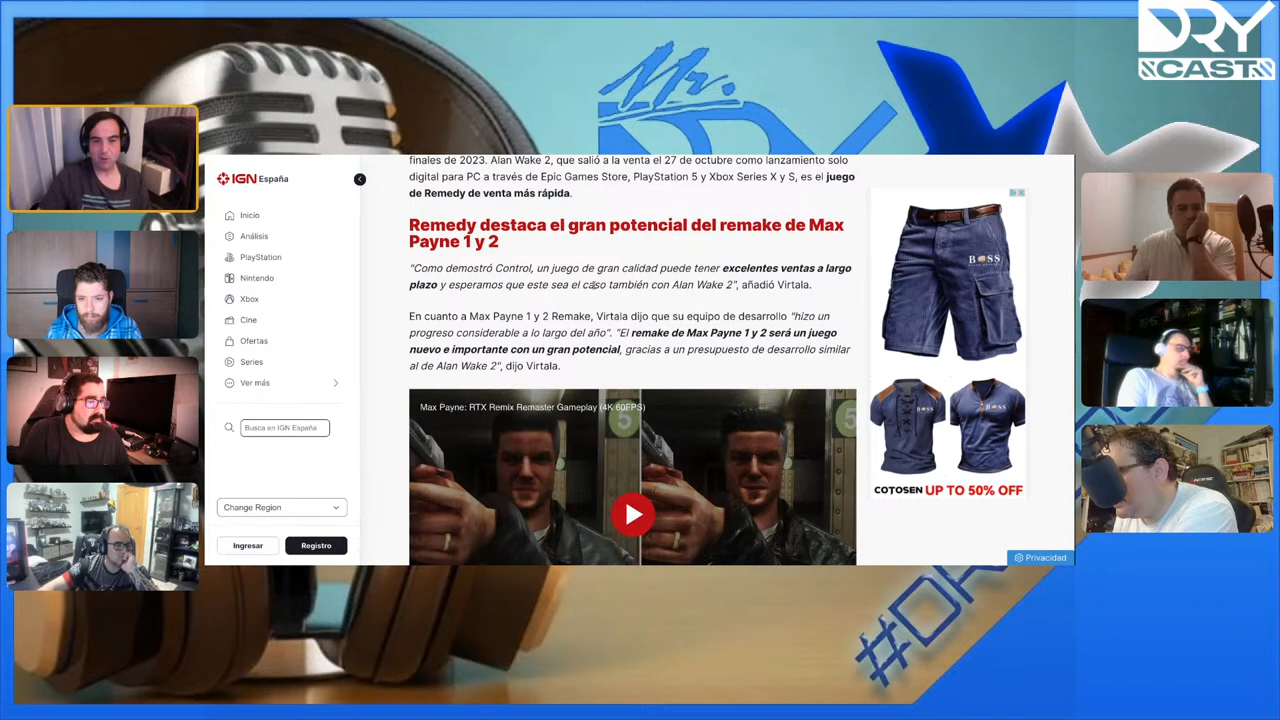 DRY
CAST
Mr.
DRY
IGN España
Inicio
Análisis
PlayStation
Nintendo
Xbox
Cine
Ofertas
Series
Ver más
Busca en IGN España
Change Region
Ingresar
Registro
finales de 2023. Alan Wake 2, que salió a la venta el 27 de octubre como lanzamiento solo
digital para PC a través de Epic Games Store, PlayStation 5 y Xbox Series X y S, es el juego
de Remedy de venta más rápida.
Remedy destaca el gran potencial del remake de Max
Payne 1 y 2
"Como demostró Control, un juego de gran calidad puede tener excelentes ventas a largo
plazo y esperamos que este sea el caso también con Alan Wake 2", añadió Virtala.
En cuanto a Max Payne 1 y 2 Remake, Virtala dijo que su equipo de desarrollo "hizo un
progreso considerable a lo largo del año". "El remake de Max Payne 1 y 2 será un juego
nuevo e importante con un gran potencial, gracias a un presupuesto de desarrollo similar
al de Alan Wake 2", dijo Virtala.
Max Payne: RTX Remix Remaster Gameplay (4K 60FPS)
5
5
BOSS
BOSS
BOSS
COTOSEN UP TO 50% OFF
Privacidad